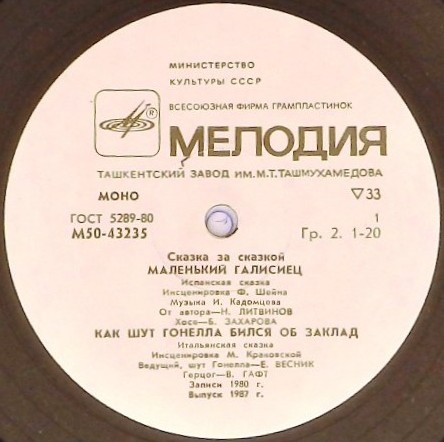 МИНИСТЕРСТВО
КУЛЬТУРЫ СССР
ВСЕСОЮЗНАЯ ФИРМА ГРАМПЛАСТИНОК
®
МЕЛОДИЯ
ТАШКЕНТСКИЙ ЗАВОД ИМ. М.Т. ТАШМУХАМЕДОВА
МОНО ▽33
ГОСТ 5289-80 1
М50-43235 Гр. 2. 1-20
Сказка за сказкой
МАЛЕНЬКИЙ ГАЛИСИЕЦ
Испанская сказка
Инсценировка Ф. Шейна
Музыка И. Кадомцева
От автора—Н. ЛИТВИНОВ
Хосе—Б. ЗАХАРОВА
КАК ШУТ ГОНЕЛЛА БИЛСЯ ОБ ЗАКЛАД
Итальянская сказка
Инсценировка М. Краковской
Ведущий, шут Гонелла—Е. ВЕСНИК
Герцог—В. ГАФТ
Записи 1980 г.
Выпуск 1987 г.